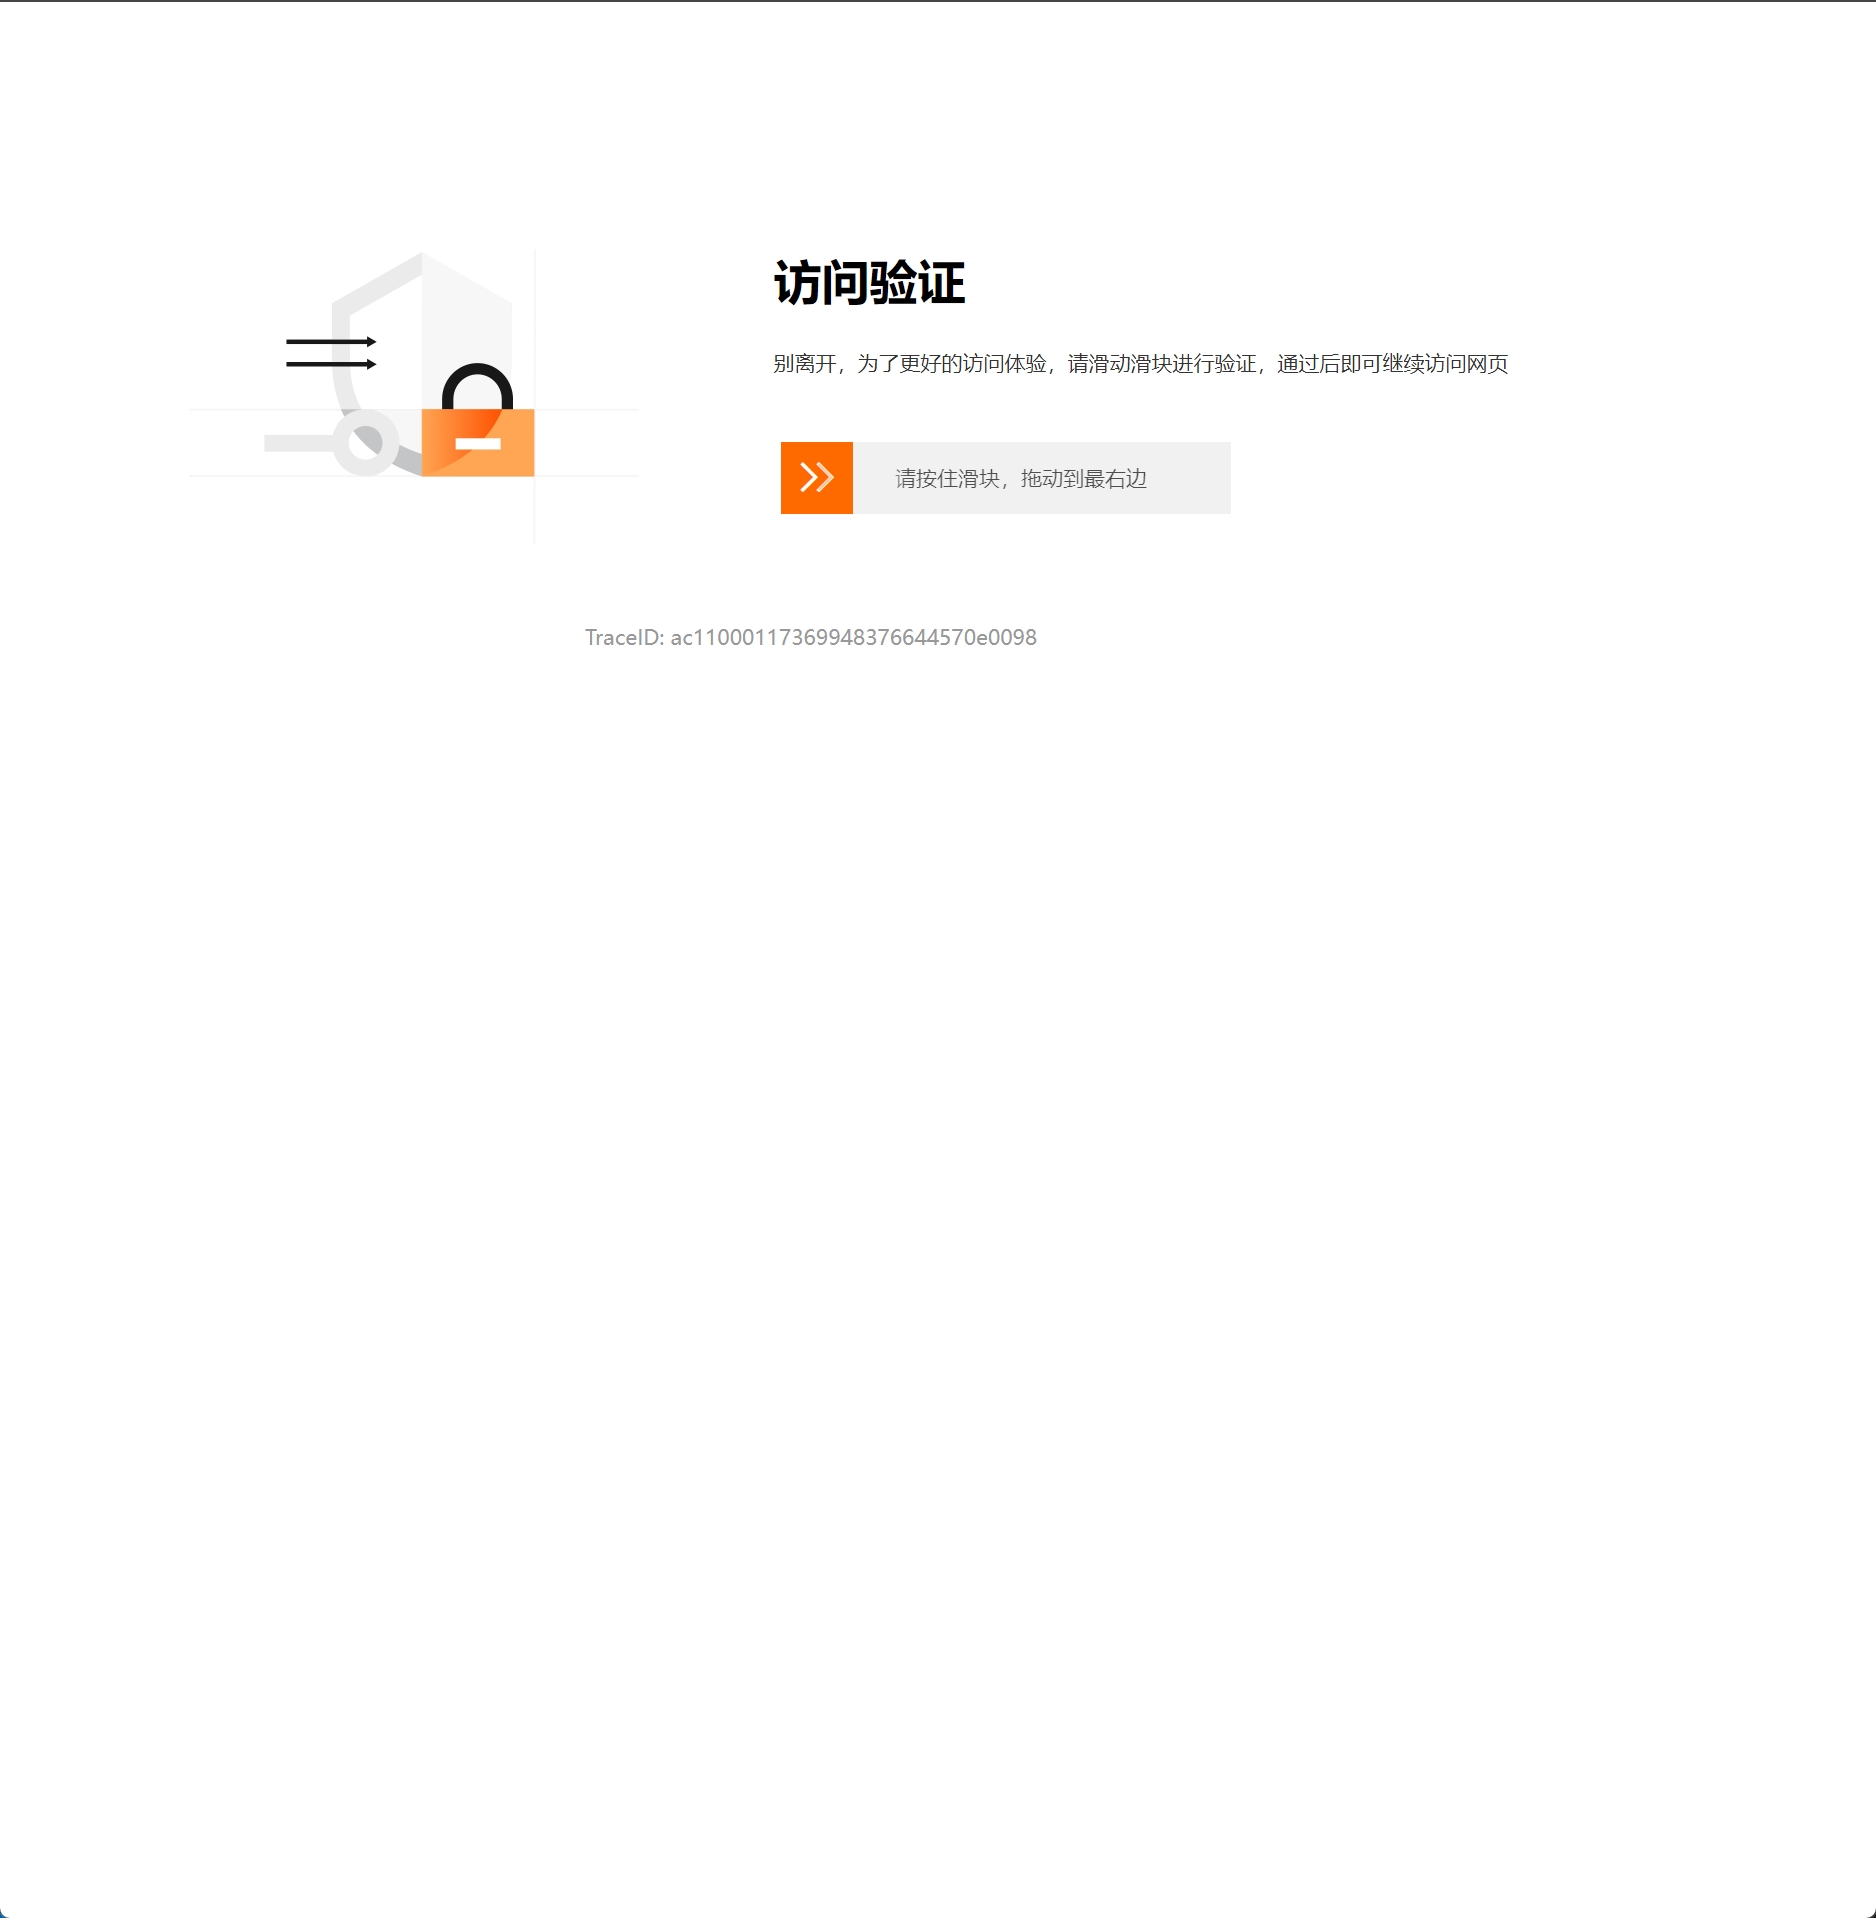 访问验证
别离开，为了更好的访问体验，请滑动滑块进行验证，通过后即可继续访问网页
请按住滑块，拖动到最右边
TraceID: ac11000117369948376644570e0098